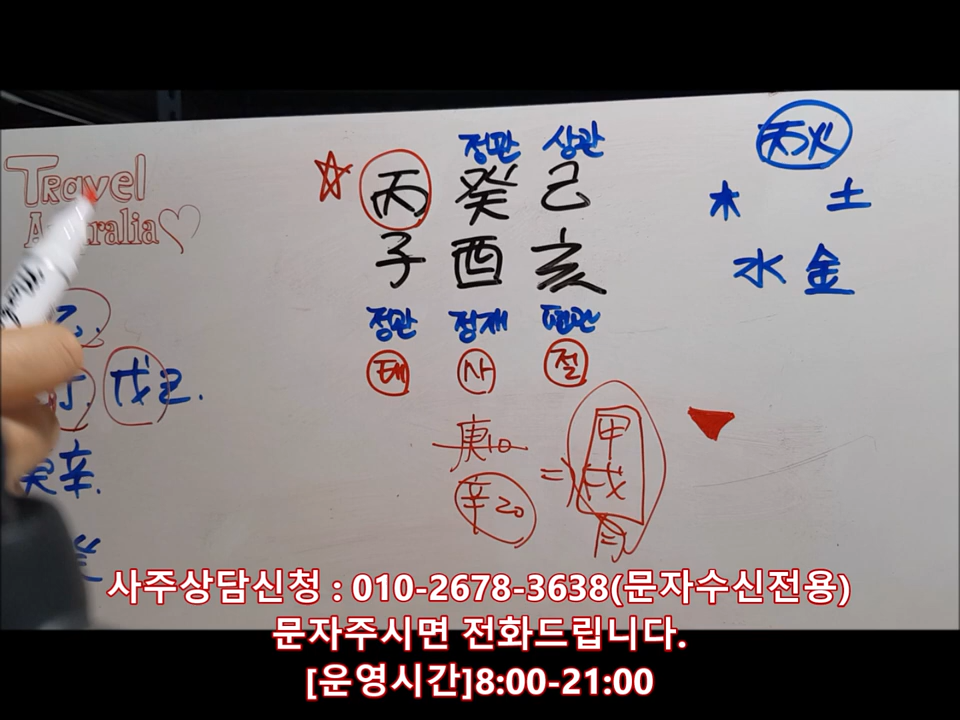 Travel
Australia
정관 상관
丙 癸 己
子 酉 亥
정관 정재 편관
태 사 절
丙火
木 土
水 金
戊己.
辛.
庚10
辛20
=
甲
戌
사주상담신청 : 010-2678-3638(문자수신전용)
문자주시면 전화드립니다.
[운영시간]8:00-21:00